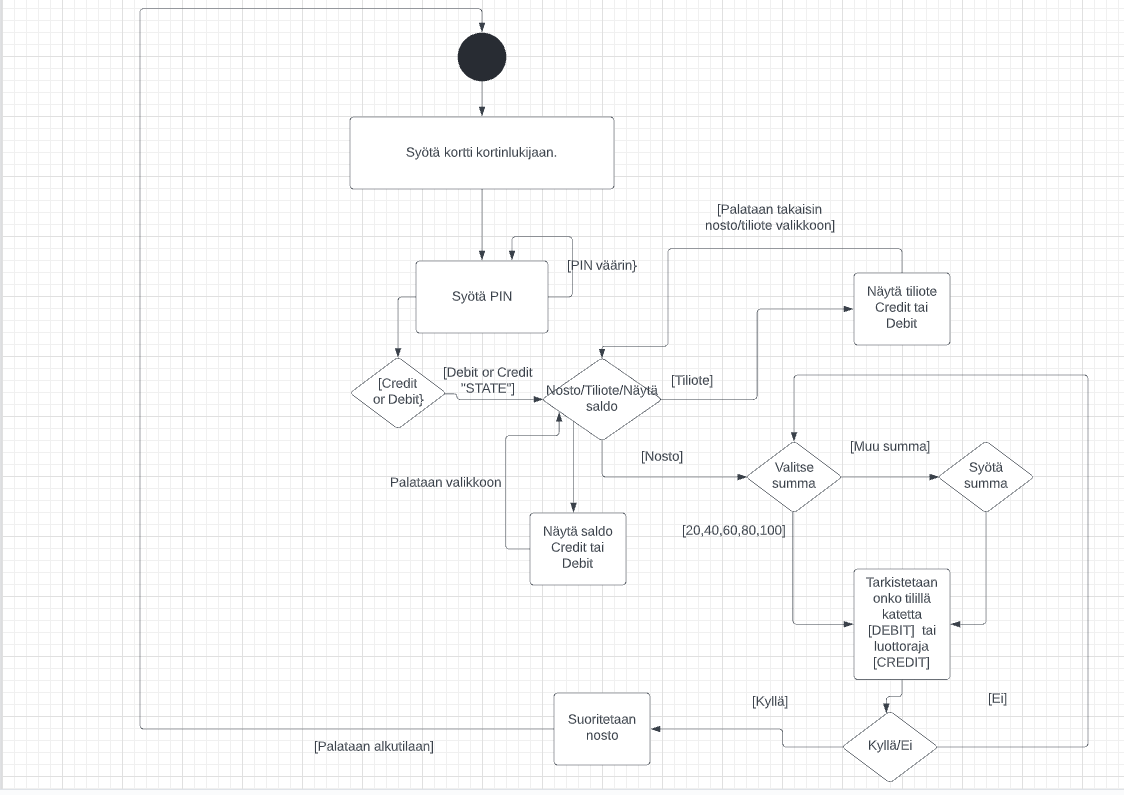 Syötä kortti kortinlukijaan.
[Palataan takaisin
nosto/tiliote valikkoon]
[PIN väärin}
Syötä PIN
Näytä tiliote
Credit tai
Debit
[Credit
or Debit}
[Debit or Credit
"STATE"]
Nosto/Tiliote/Näytä
saldo
[Tiliote]
[Nosto]
Valitse
summa
[Muu summa]
Syötä
summa
Palataan valikkoon
Näytä saldo
Credit tai
Debit
[20,40,60,80,100]
Tarkistetaan
onko tilillä
katetta
[DEBIT] tai
luottoraja
[CREDIT]
[Kyllä]
[Ei]
Suoritetaan
nosto
Kyllä/Ei
[Palataan alkutilaan]